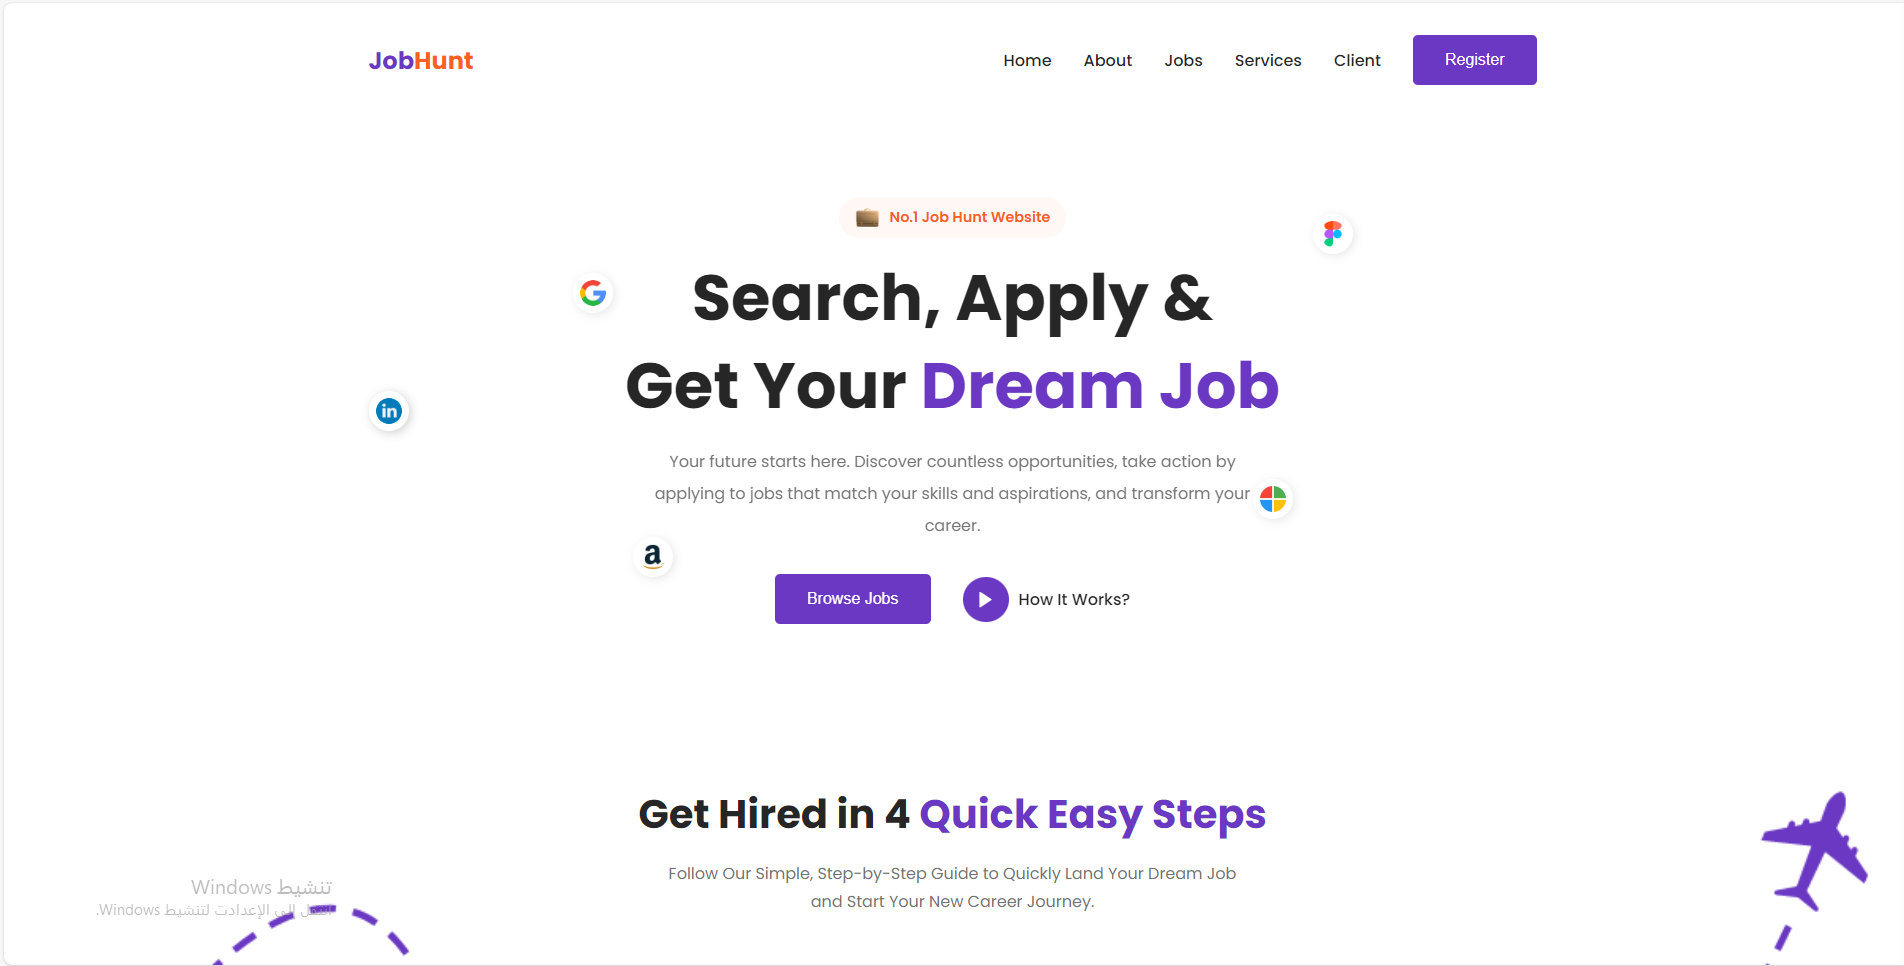 JobHunt
Home
About
Jobs
Services
Client
Register
No.1 Job Hunt Website
Search, Apply &
Get Your Dream Job
Your future starts here. Discover countless opportunities, take action by
applying to jobs that match your skills and aspirations, and transform your
career.
in
a
Browse Jobs
How It Works?
Get Hired in 4 Quick Easy Steps
Follow Our Simple, Step-by-Step Guide to Quickly Land Your Dream Job
and Start Your New Career Journey.
تنشيط Windows
انتقل إلى الإعدادت لتنشيط Windows.